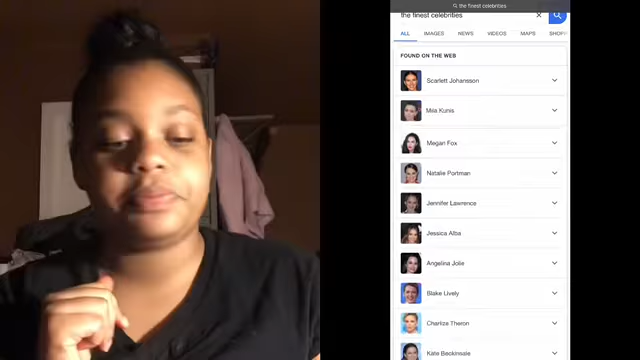 the finest celebrities
the finest celebrities
ALL IMAGES NEWS VIDEOS MAPS SHOP
FOUND ON THE WEB
Scarlett Johansson
Mila Kunis
Megan Fox
Natalie Portman
Jennifer Lawrence
Jessica Alba
Angelina Jolie
Blake Lively
Charlize Theron
Kate Beckinsale